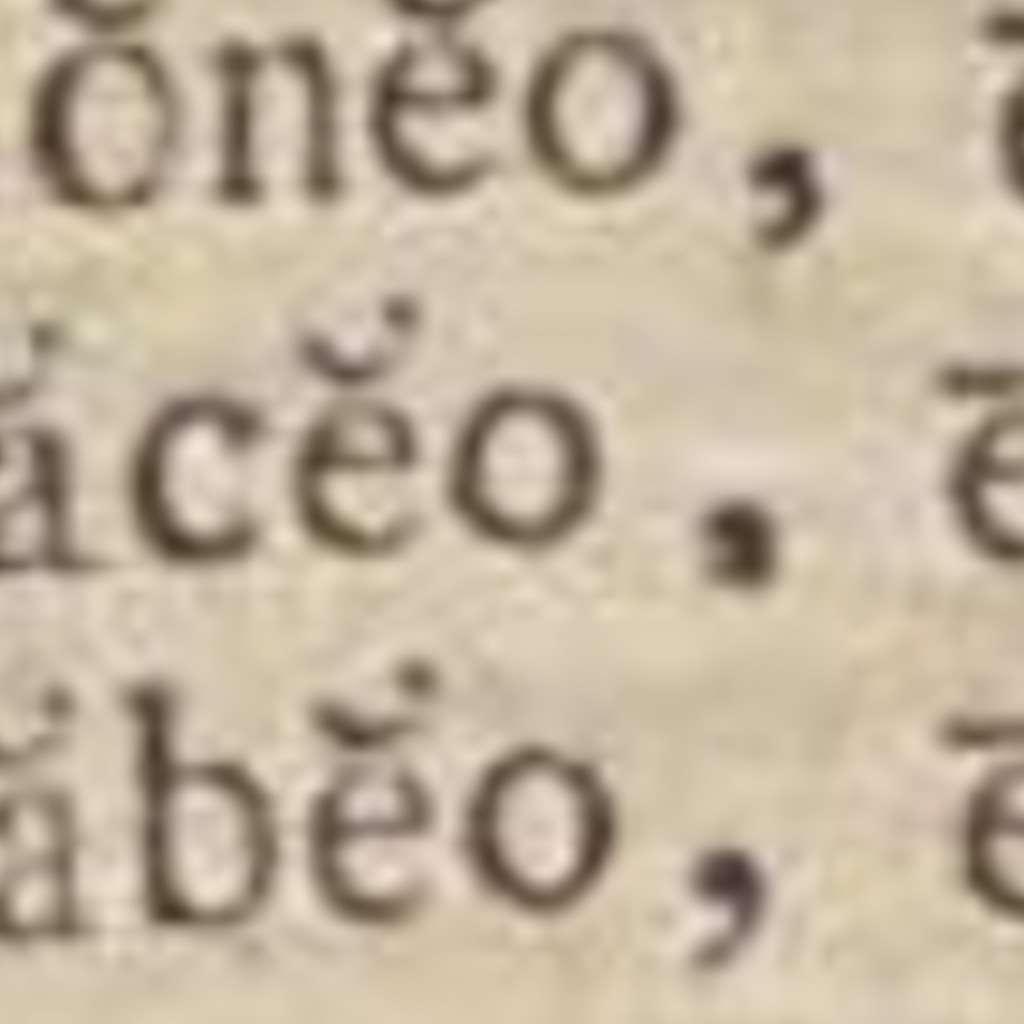 ŏnĕo, ē
ăcĕo. ē
ăbĕo, ē